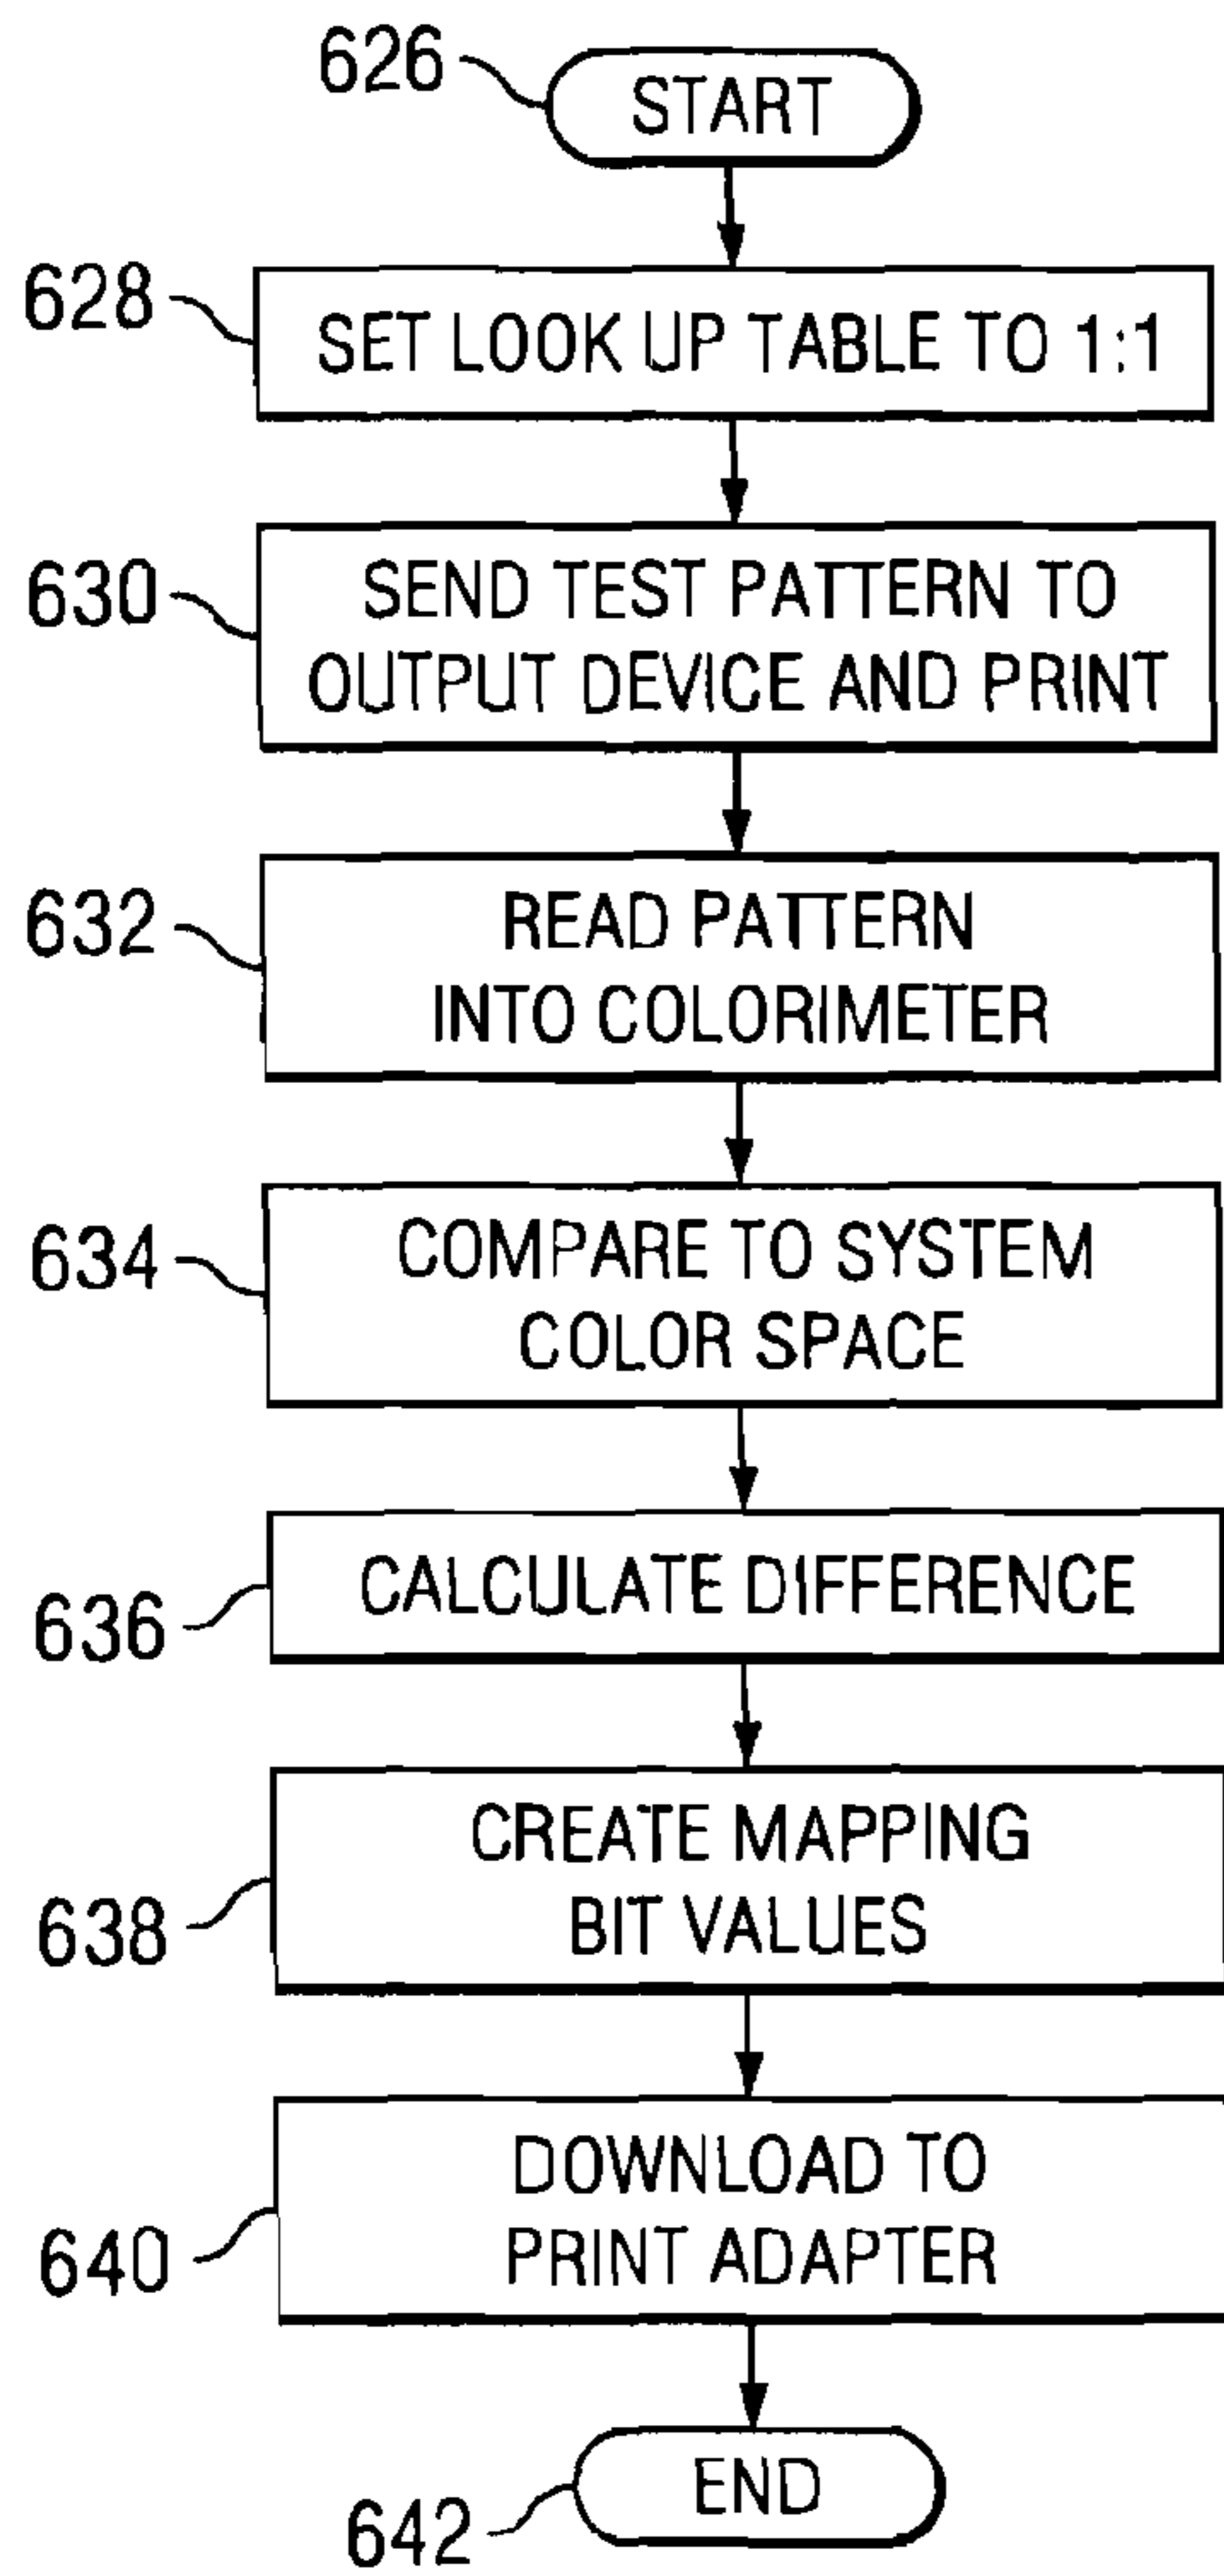 626
START
628
SET LOOK UP TABLE TO 1:1
630
SEND TEST PATTERN TO
OUTPUT DEVICE AND PRINT
632
READ PATTERN
INTO COLORIMETER
634
COMPARE TO SYSTEM
COLOR SPACE
636
CALCULATE DIFFERENCE
638
CREATE MAPPING
BIT VALUES
640
DOWNLOAD TO
PRINT ADAPTER
642
END